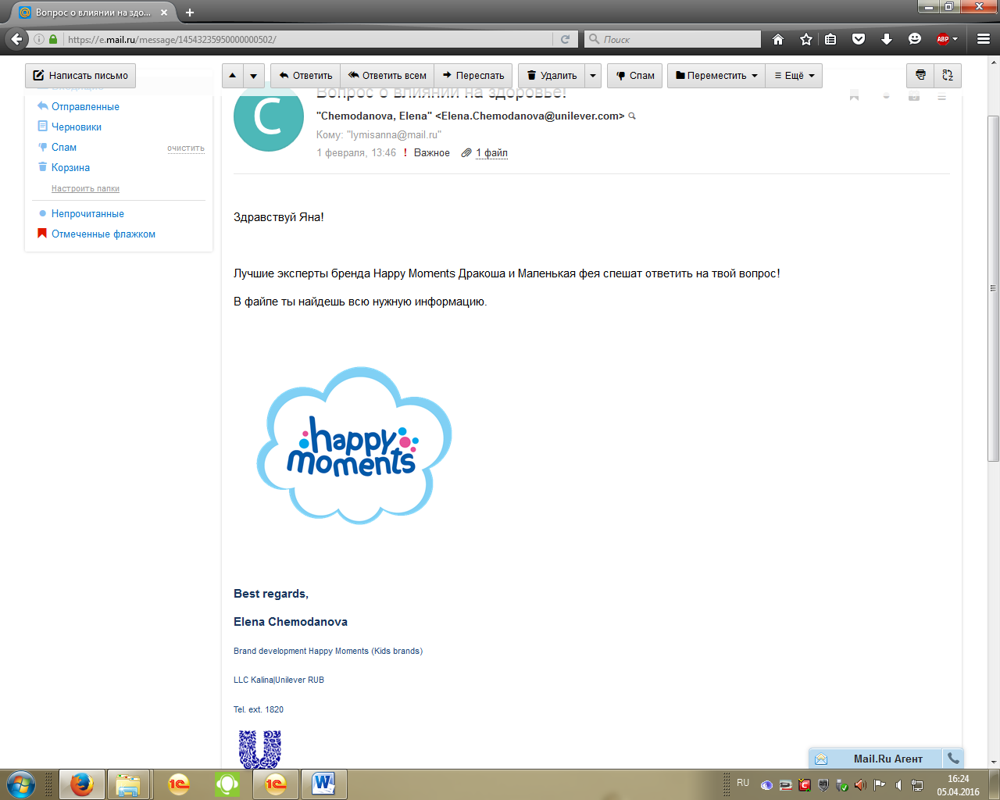 Вопрос о влиянии на здо...
https://e.mail.ru/message/14543235950000000502/
Поиск
ABP
Написать письмо
Ответить
Ответить всем
Переслать
Удалить
Спам
Переместить
Ещё
Входящие
Отправленные
Черновики
Спам
очистить
Корзина
Настроить папки
Непрочитанные
Отмеченные флажком
С
Вопрос о влиянии на здоровье!
"Chemodanova, Elena" <Elena.Chemodanova@unilever.com>
Кому: "lymisanna@mail.ru"
1 февраля, 13:46 ! Важное 1 файл
Здравствуй Яна!
Лучшие эксперты бренда Happy Moments Дракоша и Маленькая фея спешат ответить на твой вопрос!
В файле ты найдешь всю нужную информацию.
happy
moments
Best regards,
Elena Chemodanova
Brand development Happy Moments (Kids brands)
LLC Kalina|Unilever RUB
Tel. ext. 1820
Mail.Ru Агент
RU
16:24
05.04.2016